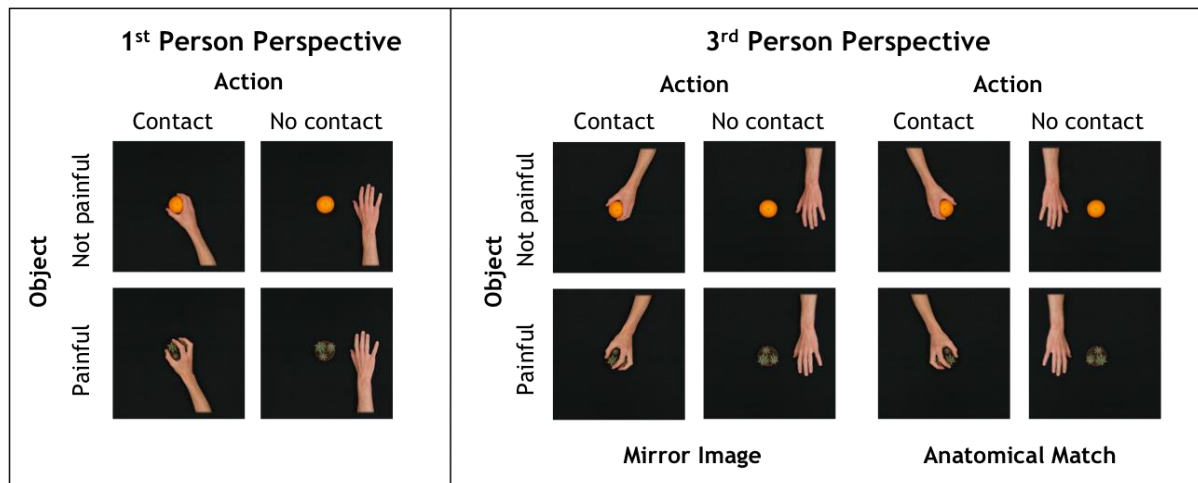 1st Person Perspective
Action
Contact No contact
Object
Not painful
Painful
3rd Person Perspective
Action Action
Contact No contact Contact No contact
Object
Not painful
Painful
Mirror Image Anatomical Match